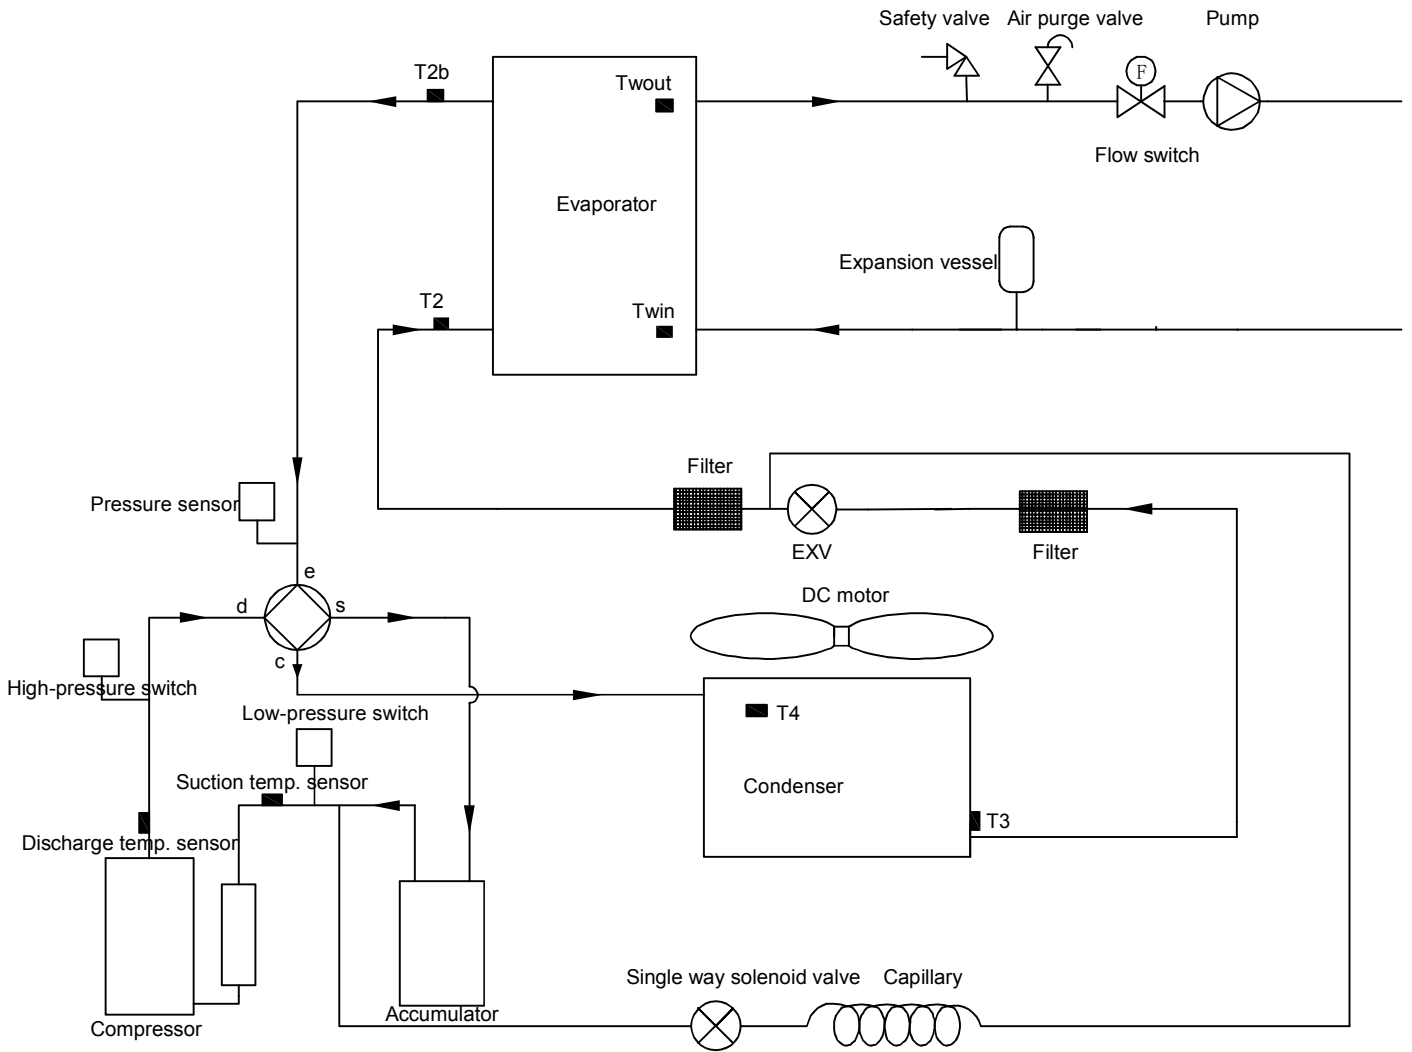 Safety valve
Air purge valve
Pump
T2b
Twout
F
Flow switch
Evaporator
Expansion vessel
T2
Twin
Filter
Pressure sensor
EXV
Filter
e
DC motor
d
s
c
High-pressure switch
Low-pressure switch
T4
Suction temp. sensor
Condenser
T3
Discharge temp. sensor
Single way solenoid valve
Capillary
Accumulator
Compressor